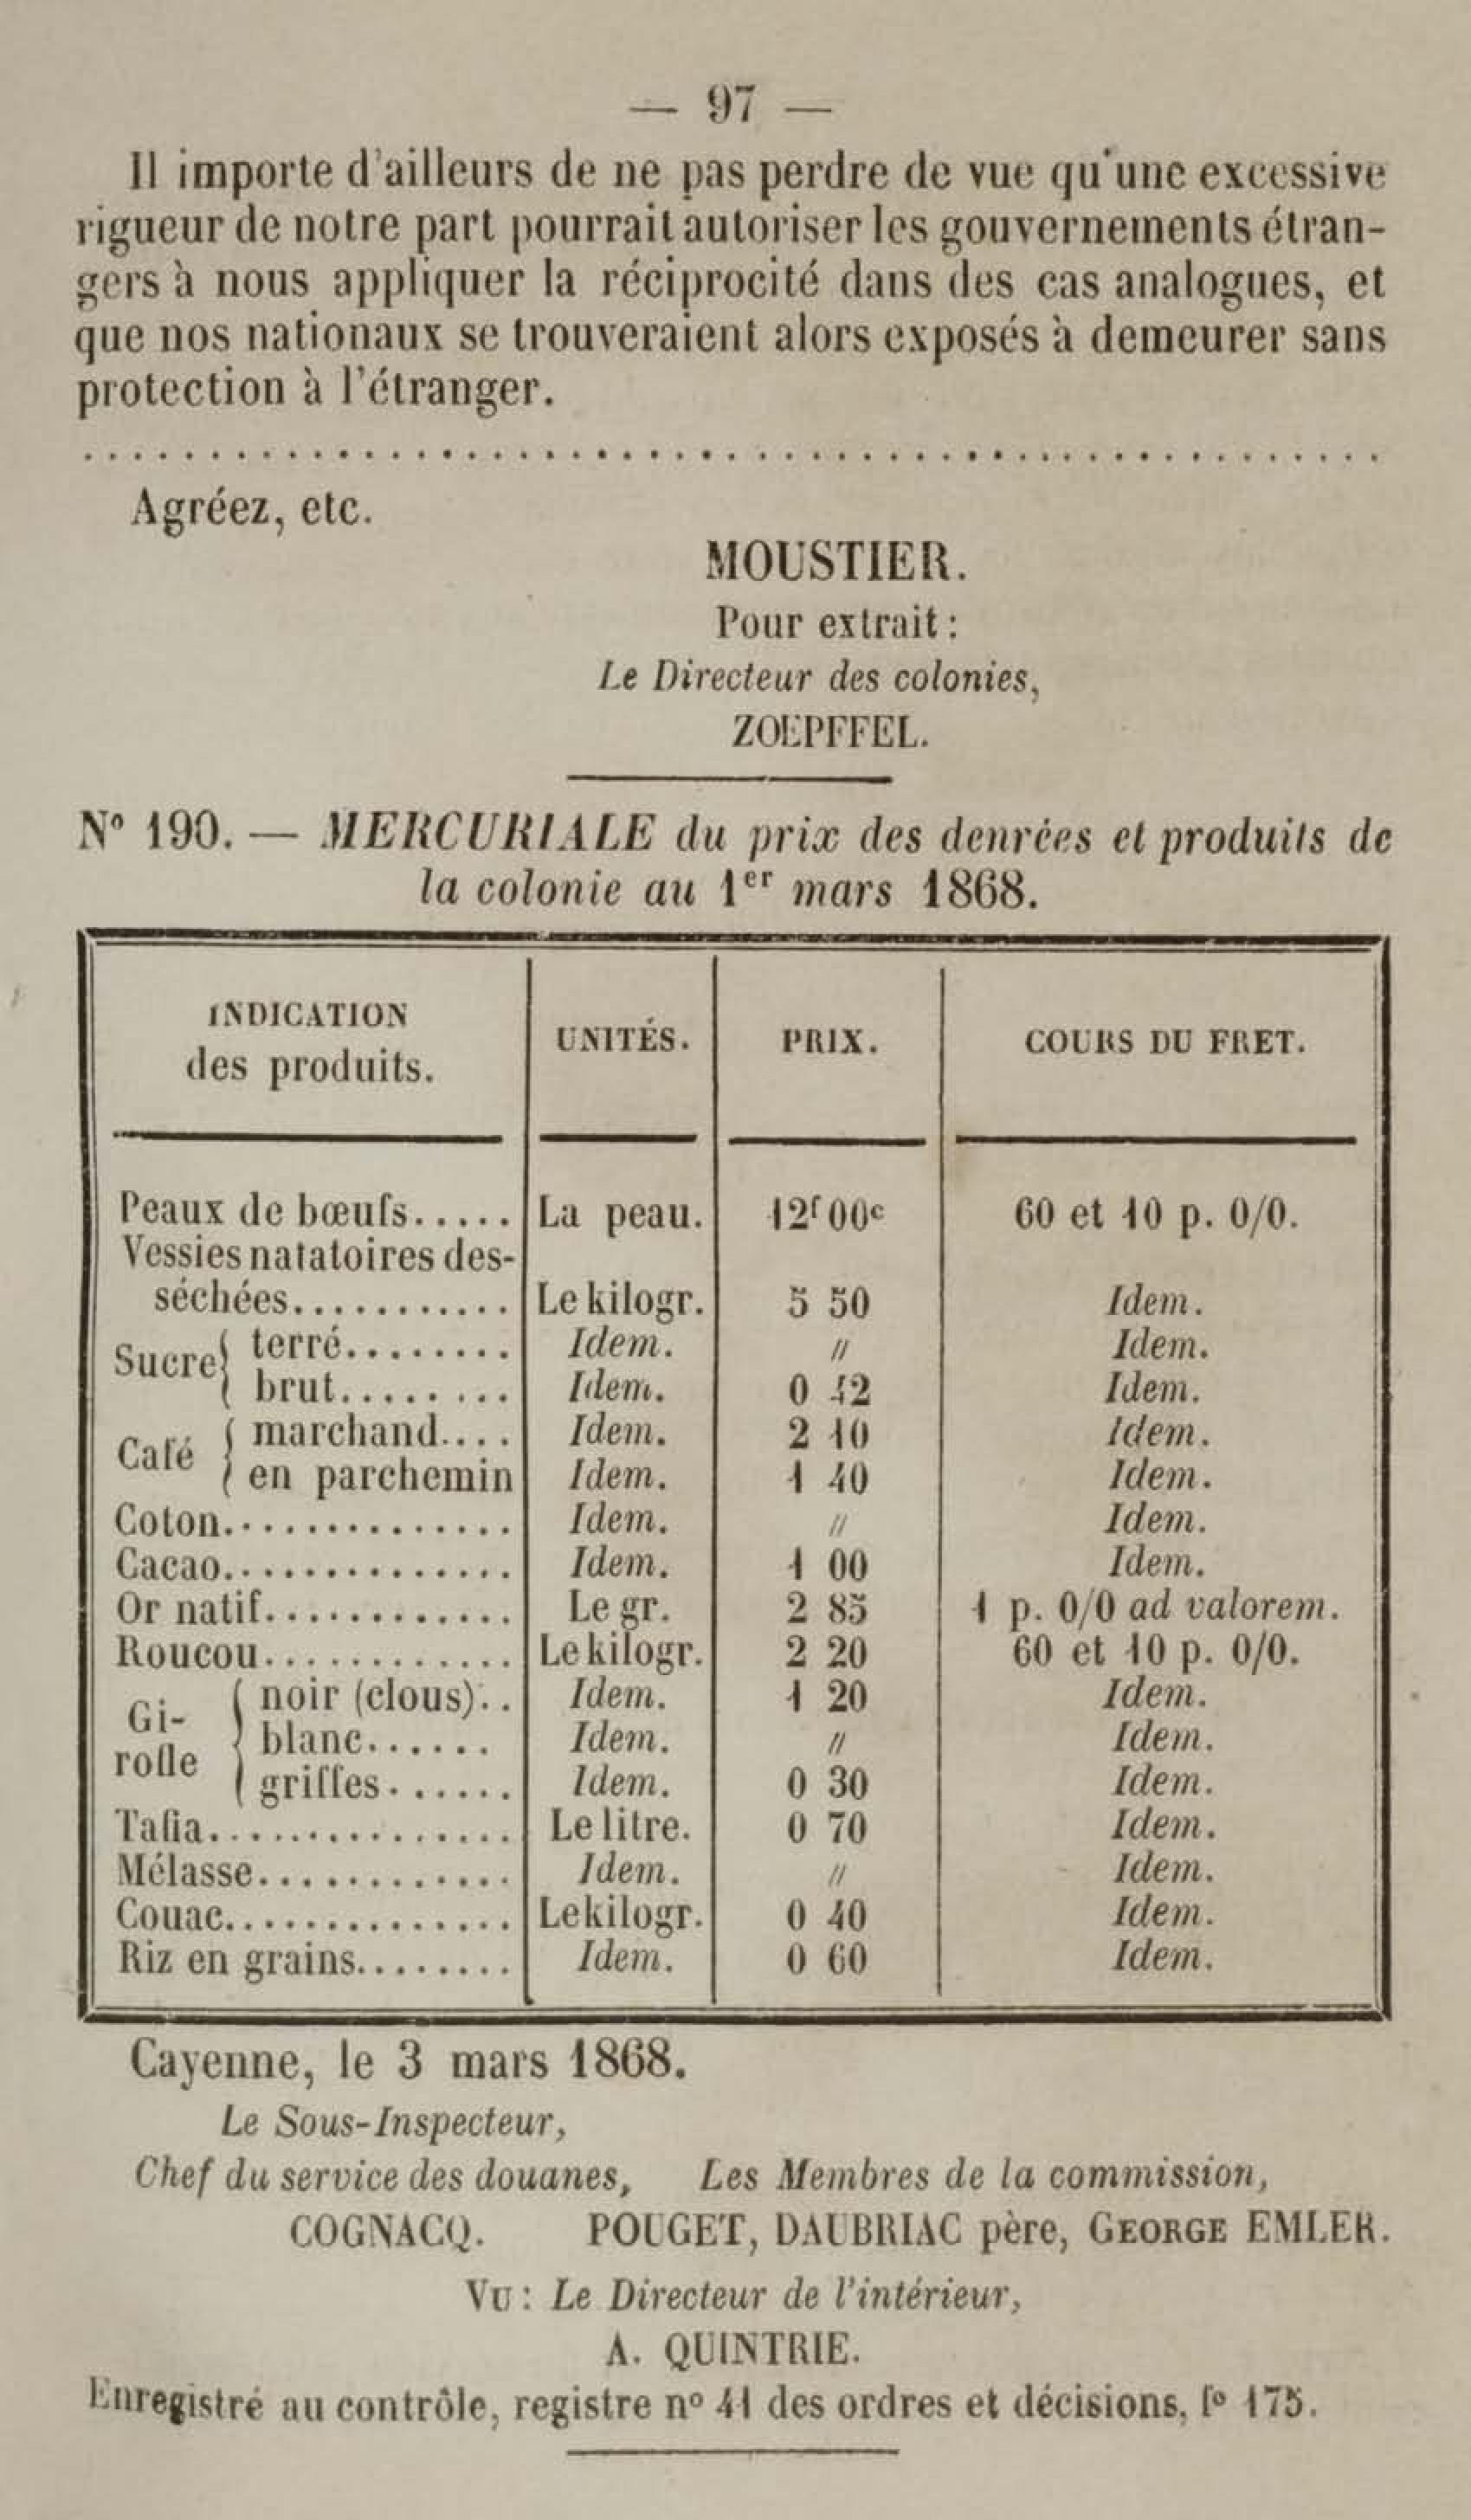 — 97 —
Il importe d'ailleurs de ne pas perdre de vue qu'une excessive
rigueur de notre part pourrait autoriser les gouvernements étran-
gers à nous appliquer la réciprocité dans des cas analogues, et
que nos nationaux se trouveraient alors exposés à demeurer sans
protection à l'étranger.
..................................................
Agréez, etc.
MOUSTIER.
Pour extrait :
Le Directeur des colonies,
ZOEPFFEL.
N° 190. — MERCURIALE du prix des denrées et produits de
la colonie au 1er mars 1868.
INDICATION des produits. UNITÉS. PRIX. COURS DU FRET.
Peaux de bœufs..... La peau. 12f 00c 60 et 10 p. 0/0.
Vessies natatoires des-
séchées........... Le kilogr. 5 50 Idem.
Sucre { terré........ Idem. " Idem.
brut........ Idem. 0 42 Idem.
Café { marchand.... Idem. 2 10 Idem.
en parchemin Idem. 1 40 Idem.
Coton.............. Idem. " Idem.
Cacao.............. Idem. 1 00 Idem.
Or natif............ Le gr. 2 85 1 p. 0/0 ad valorem.
Roucou............ Le kilogr. 2 20 60 et 10 p. 0/0.
Gi-rofle { noir (clous)... Idem. 1 20 Idem.
blanc...... Idem. " Idem.
griffes...... Idem. 0 30 Idem.
Tafia.............. Le litre. 0 70 Idem.
Mélasse............ Idem. " Idem.
Couac.............. Le kilogr. 0 40 Idem.
Riz en grains........ Idem. 0 60 Idem.
Cayenne, le 3 mars 1868.
Le Sous-Inspecteur,
Chef du service des douanes, Les Membres de la commission,
COGNACQ. POUGET, DAUBRIAC père, GEORGE EMLER.
VU : Le Directeur de l'intérieur,
A. QUINTRIE.
Enregistré au contrôle, registre n° 41 des ordres et décisions, f° 175.